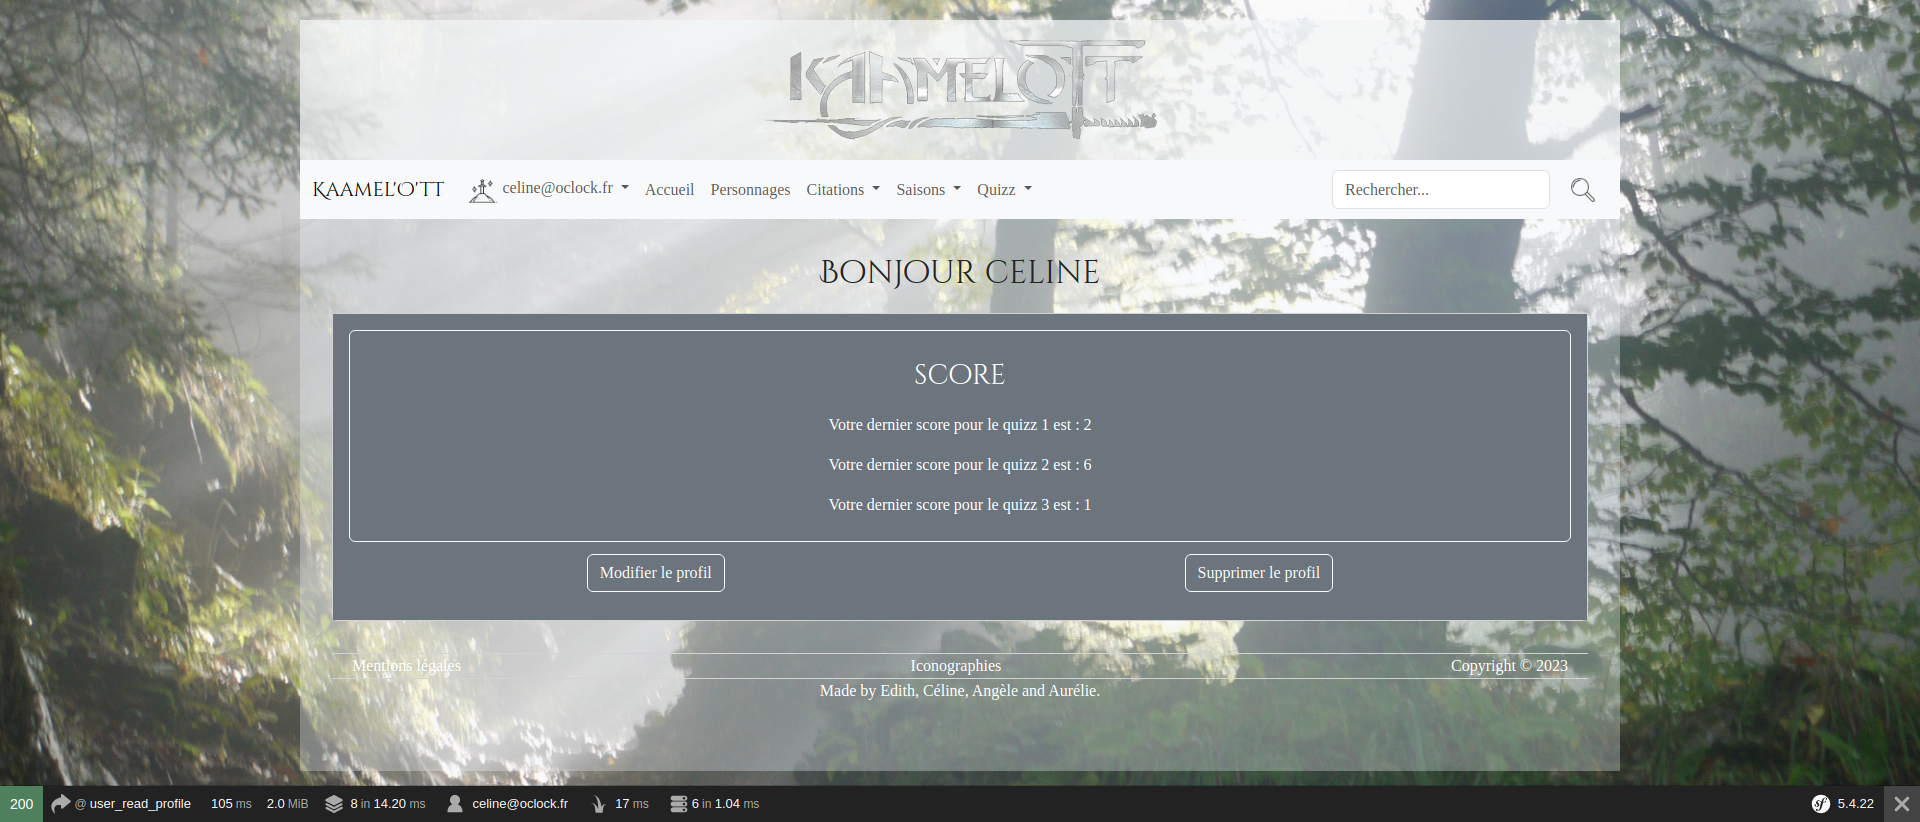 KAAMELOTT
KAAMEL'O'TT
celine@oclock.fr
Accueil
Personnages
Citations
Saisons
Quizz
Rechercher...
BONJOUR CELINE
SCORE
Votre dernier score pour le quizz 1 est : 2
Votre dernier score pour le quizz 2 est : 6
Votre dernier score pour le quizz 3 est : 1
Modifier le profil
Supprimer le profil
Mentions légales
Iconographies
Copyright © 2023
Made by Edith, Céline, Angèle and Aurélie.
200
@ user_read_profile
105 ms
2.0 MiB
8 in 14.20 ms
celine@oclock.fr
17 ms
6 in 1.04 ms
sf
5.4.22